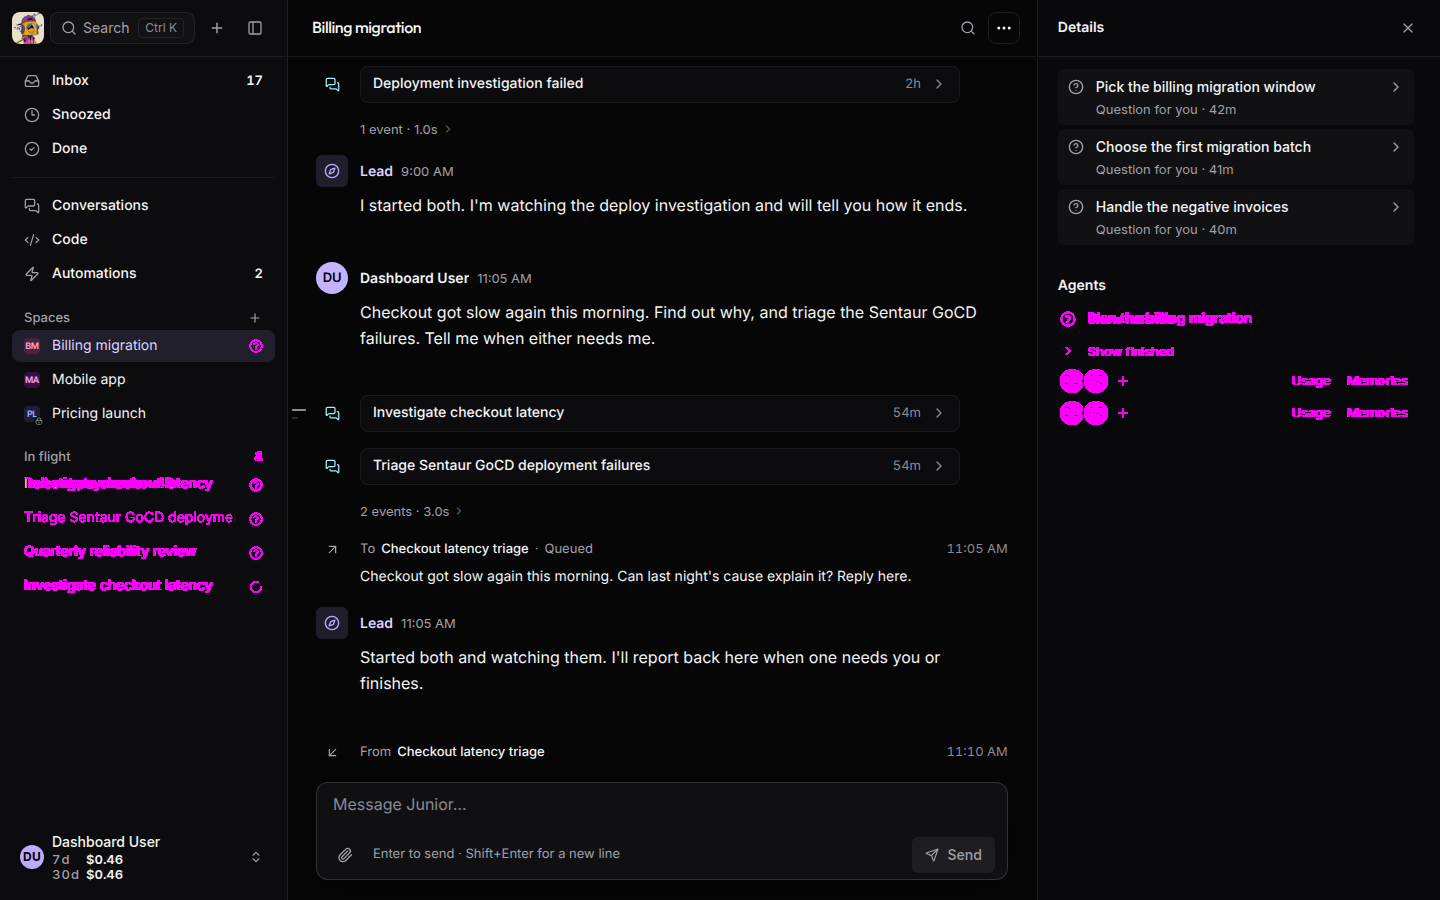 Search Ctrl K
Inbox 17
Snoozed
Done
Conversations
Code
Automations 2
Spaces
BM Billing migration
MA Mobile app
PL Pricing launch
In flight
latency
Triage Sentaur GoCD deployme
Quarterly reliability review
Investigate checkout latency
DU Dashboard User
7d $0.46
30d $0.46
Billing migration
Deployment investigation failed 2h
1 event · 1.0s
Lead 9:00 AM
I started both. I'm watching the deploy investigation and will tell you how it ends.
DU Dashboard User 11:05 AM
Checkout got slow again this morning. Find out why, and triage the Sentaur GoCD
failures. Tell me when either needs me.
Investigate checkout latency 54m
Triage Sentaur GoCD deployment failures 54m
2 events · 3.0s
To Checkout latency triage · Queued 11:05 AM
Checkout got slow again this morning. Can last night's cause explain it? Reply here.
Lead 11:05 AM
Started both and watching them. I'll report back here when one needs you or
finishes.
From Checkout latency triage 11:10 AM
Message Junior...
Enter to send · Shift+Enter for a new line
Send
Details
Pick the billing migration window
Question for you · 42m
Choose the first migration batch
Question for you · 41m
Handle the negative invoices
Question for you · 40m
Agents
billing migration
Show finished
Usage Memories
Usage Memories